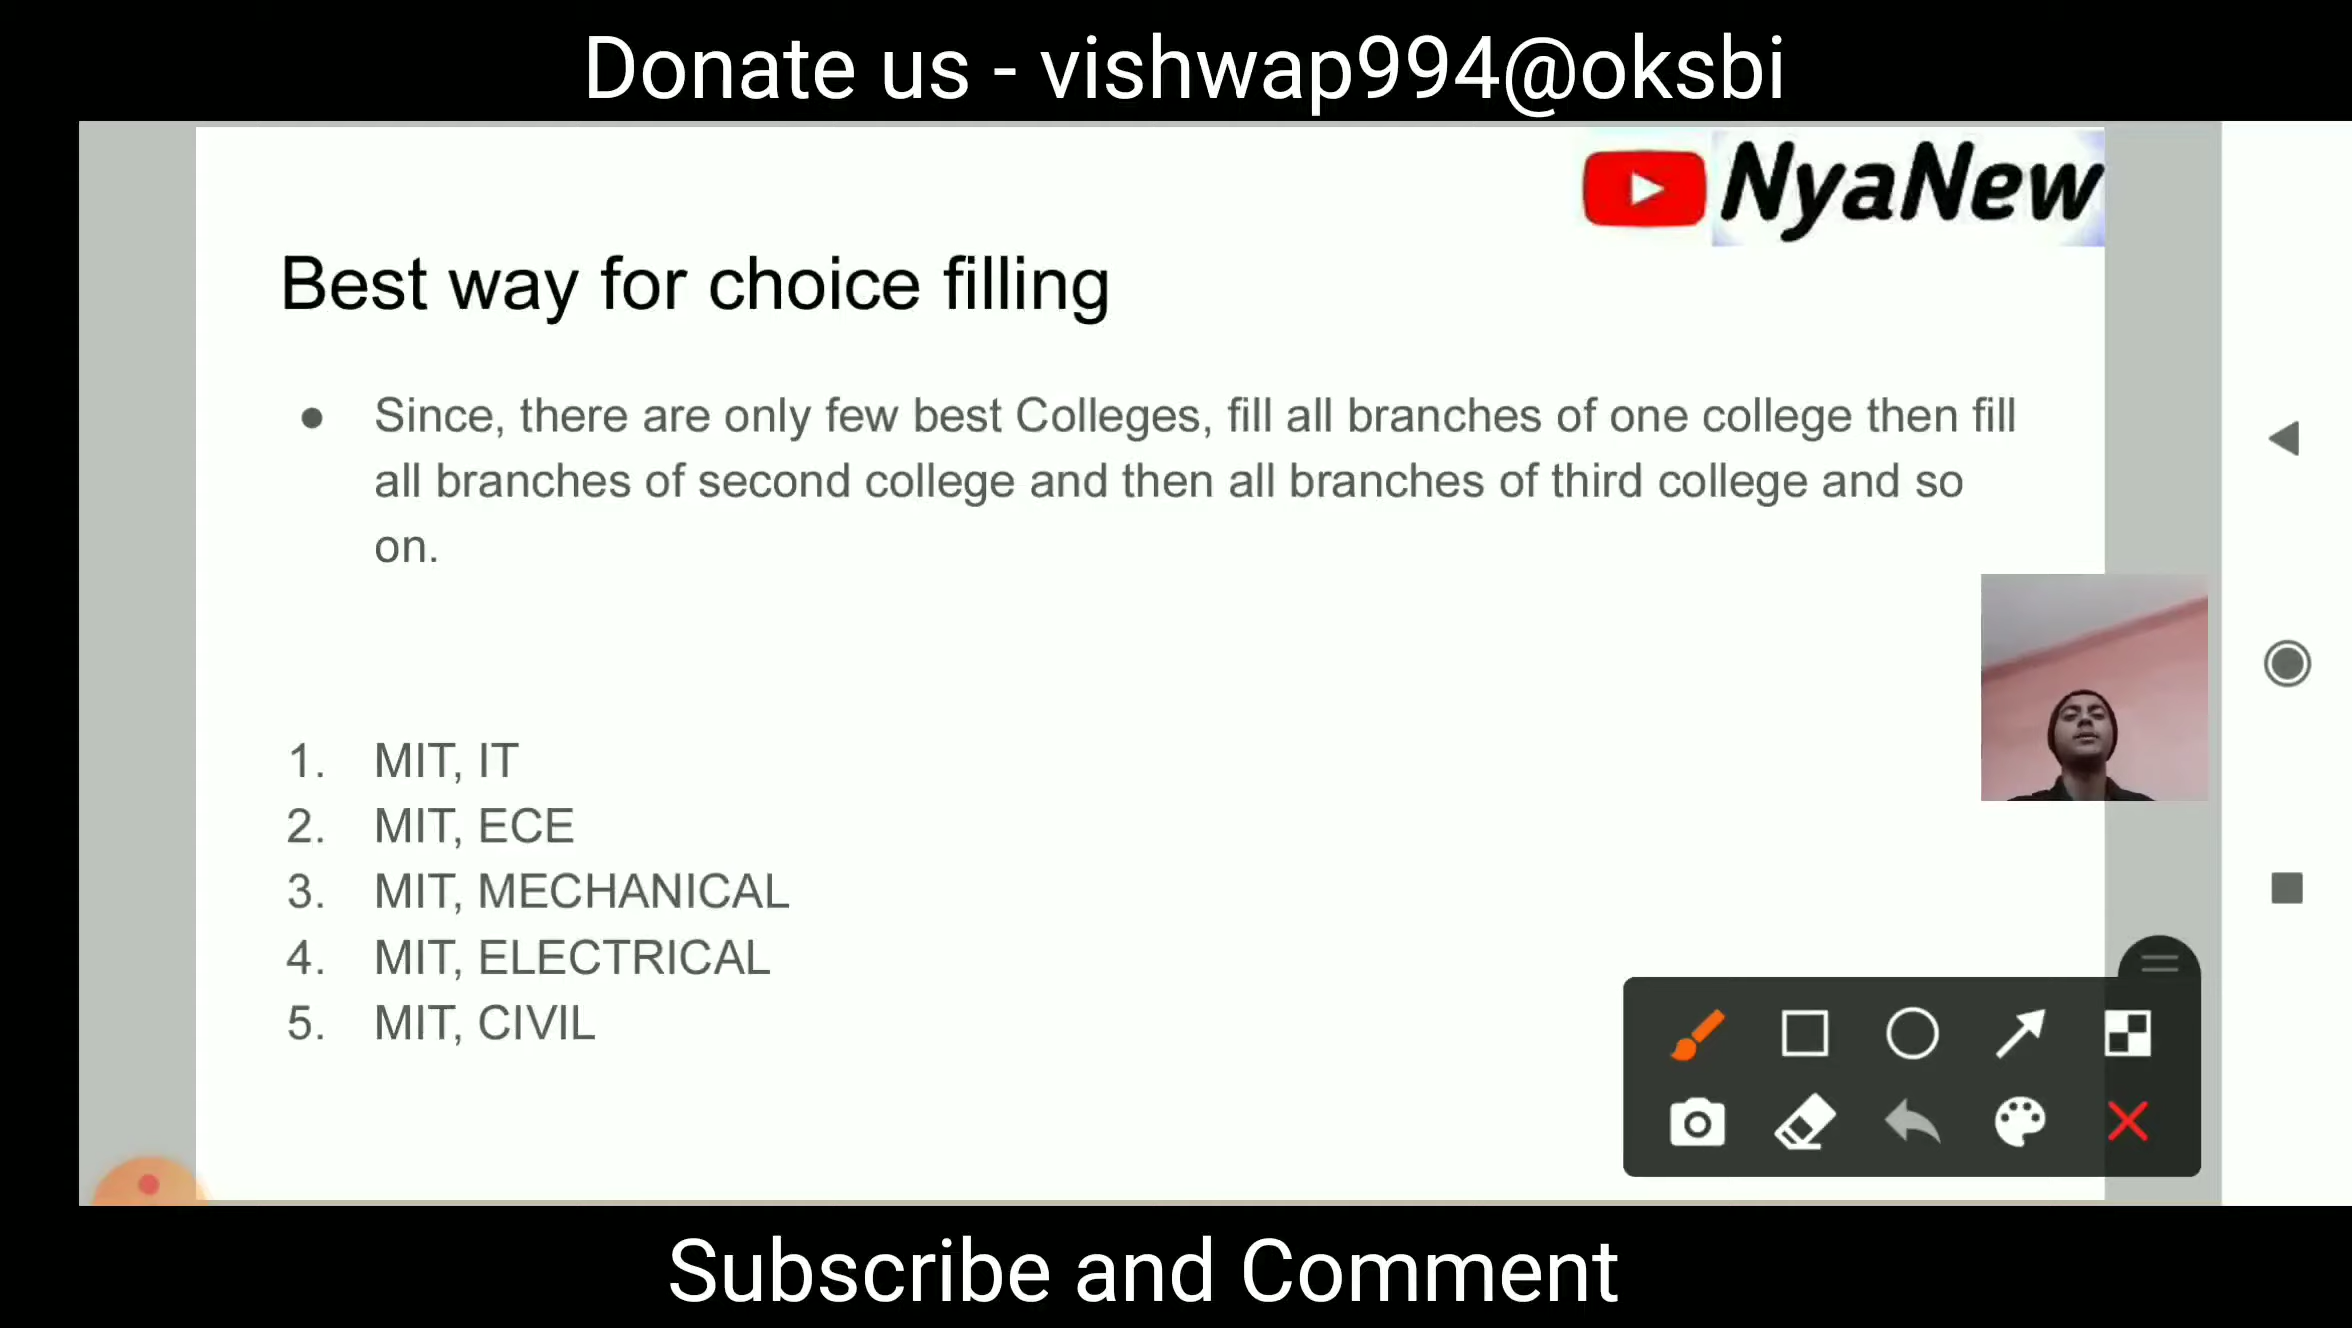 Donate us - vishwap994@oksbi
NyaNew
Best way for choice filling
● Since, there are only few best Colleges, fill all branches of one college then fill
all branches of second college and then all branches of third college and so
on.
1. MIT, IT
2. MIT, ECE
3. MIT, MECHANICAL
4. MIT, ELECTRICAL
5. MIT, CIVIL
Subscribe and Comment